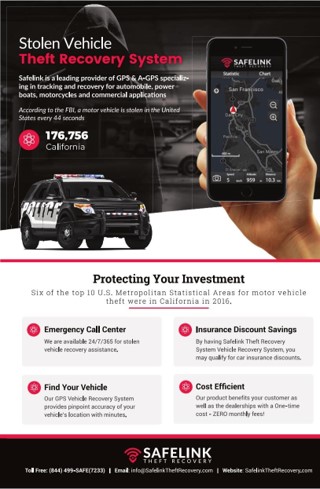 Stolen Vehicle
Theft Recovery System
Safelink is a leading provider of GPS & A-GPS specializ-
ing in tracking and recovery for automobile, power
boats, motorcycles and commercial applications
According to the FBI, a motor vehicle is stolen in the United
States every 44 seconds
176,756
California
SAFELINK
THEFT RECOVERY
Statistic Chart
San Francisco
San Mateo
POLICE
Protecting Your Investment
Six of the top 10 U.S. Metropolitan Statistical Areas for motor vehicle
theft were in California in 2016.
Emergency Call Center
We are available 24/7/365 for stolen
vehicle recovery assistance.
Insurance Discount Savings
By having Safelink Theft Recovery
System Vehicle Recovery System, you
may qualify for car insurance discounts.
Find Your Vehicle
Our GPS Vehicle Recovery System
provides pinpoint accuracy of your
vehicle's location with minutes.
Cost Efficient
Our product benefits your customer as
well as the dealerships with a One-time
cost + ZERO monthly fees!
SAFELINK
THEFT RECOVERY
Toll Free: (844) 499-SAFE(7233) | Email: info@SafelinkTheftRecovery.com | Website: SafelinkTheftRecovery.com